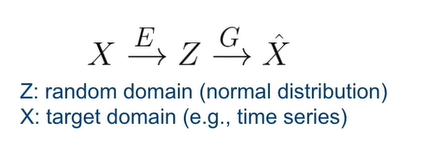 X E→ Z G→ X̂
Z: random domain (normal distribution)
X: target domain (e.g., time series)